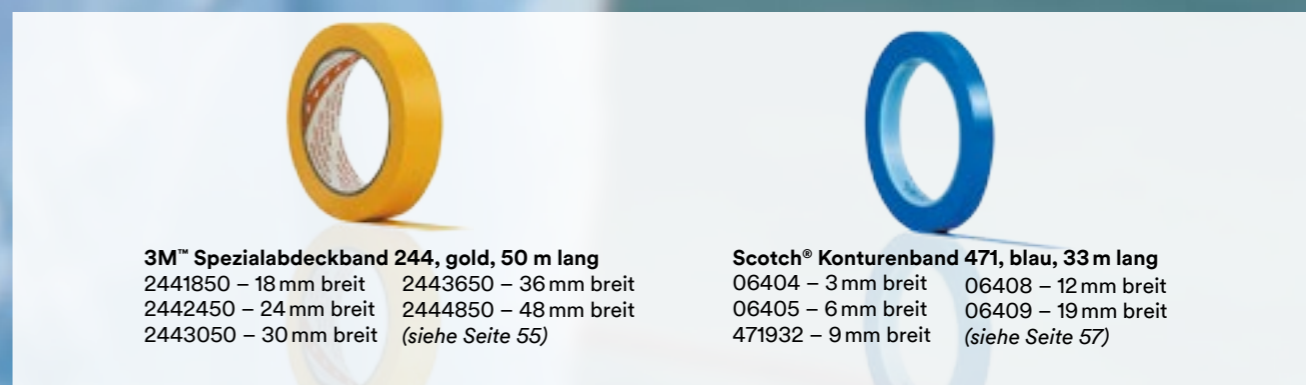 3M™ Spezialabdeckband 244, gold, 50 m lang
2441850 – 18 mm breit
2442450 – 24 mm breit
2443050 – 30 mm breit
2443650 – 36 mm breit
2444850 – 48 mm breit
(siehe Seite 55)
Scotch® Konturenband 471, blau, 33 m lang
06404 – 3 mm breit
06405 – 6 mm breit
471932 – 9 mm breit
06408 – 12 mm breit
06409 – 19 mm breit
(siehe Seite 57)